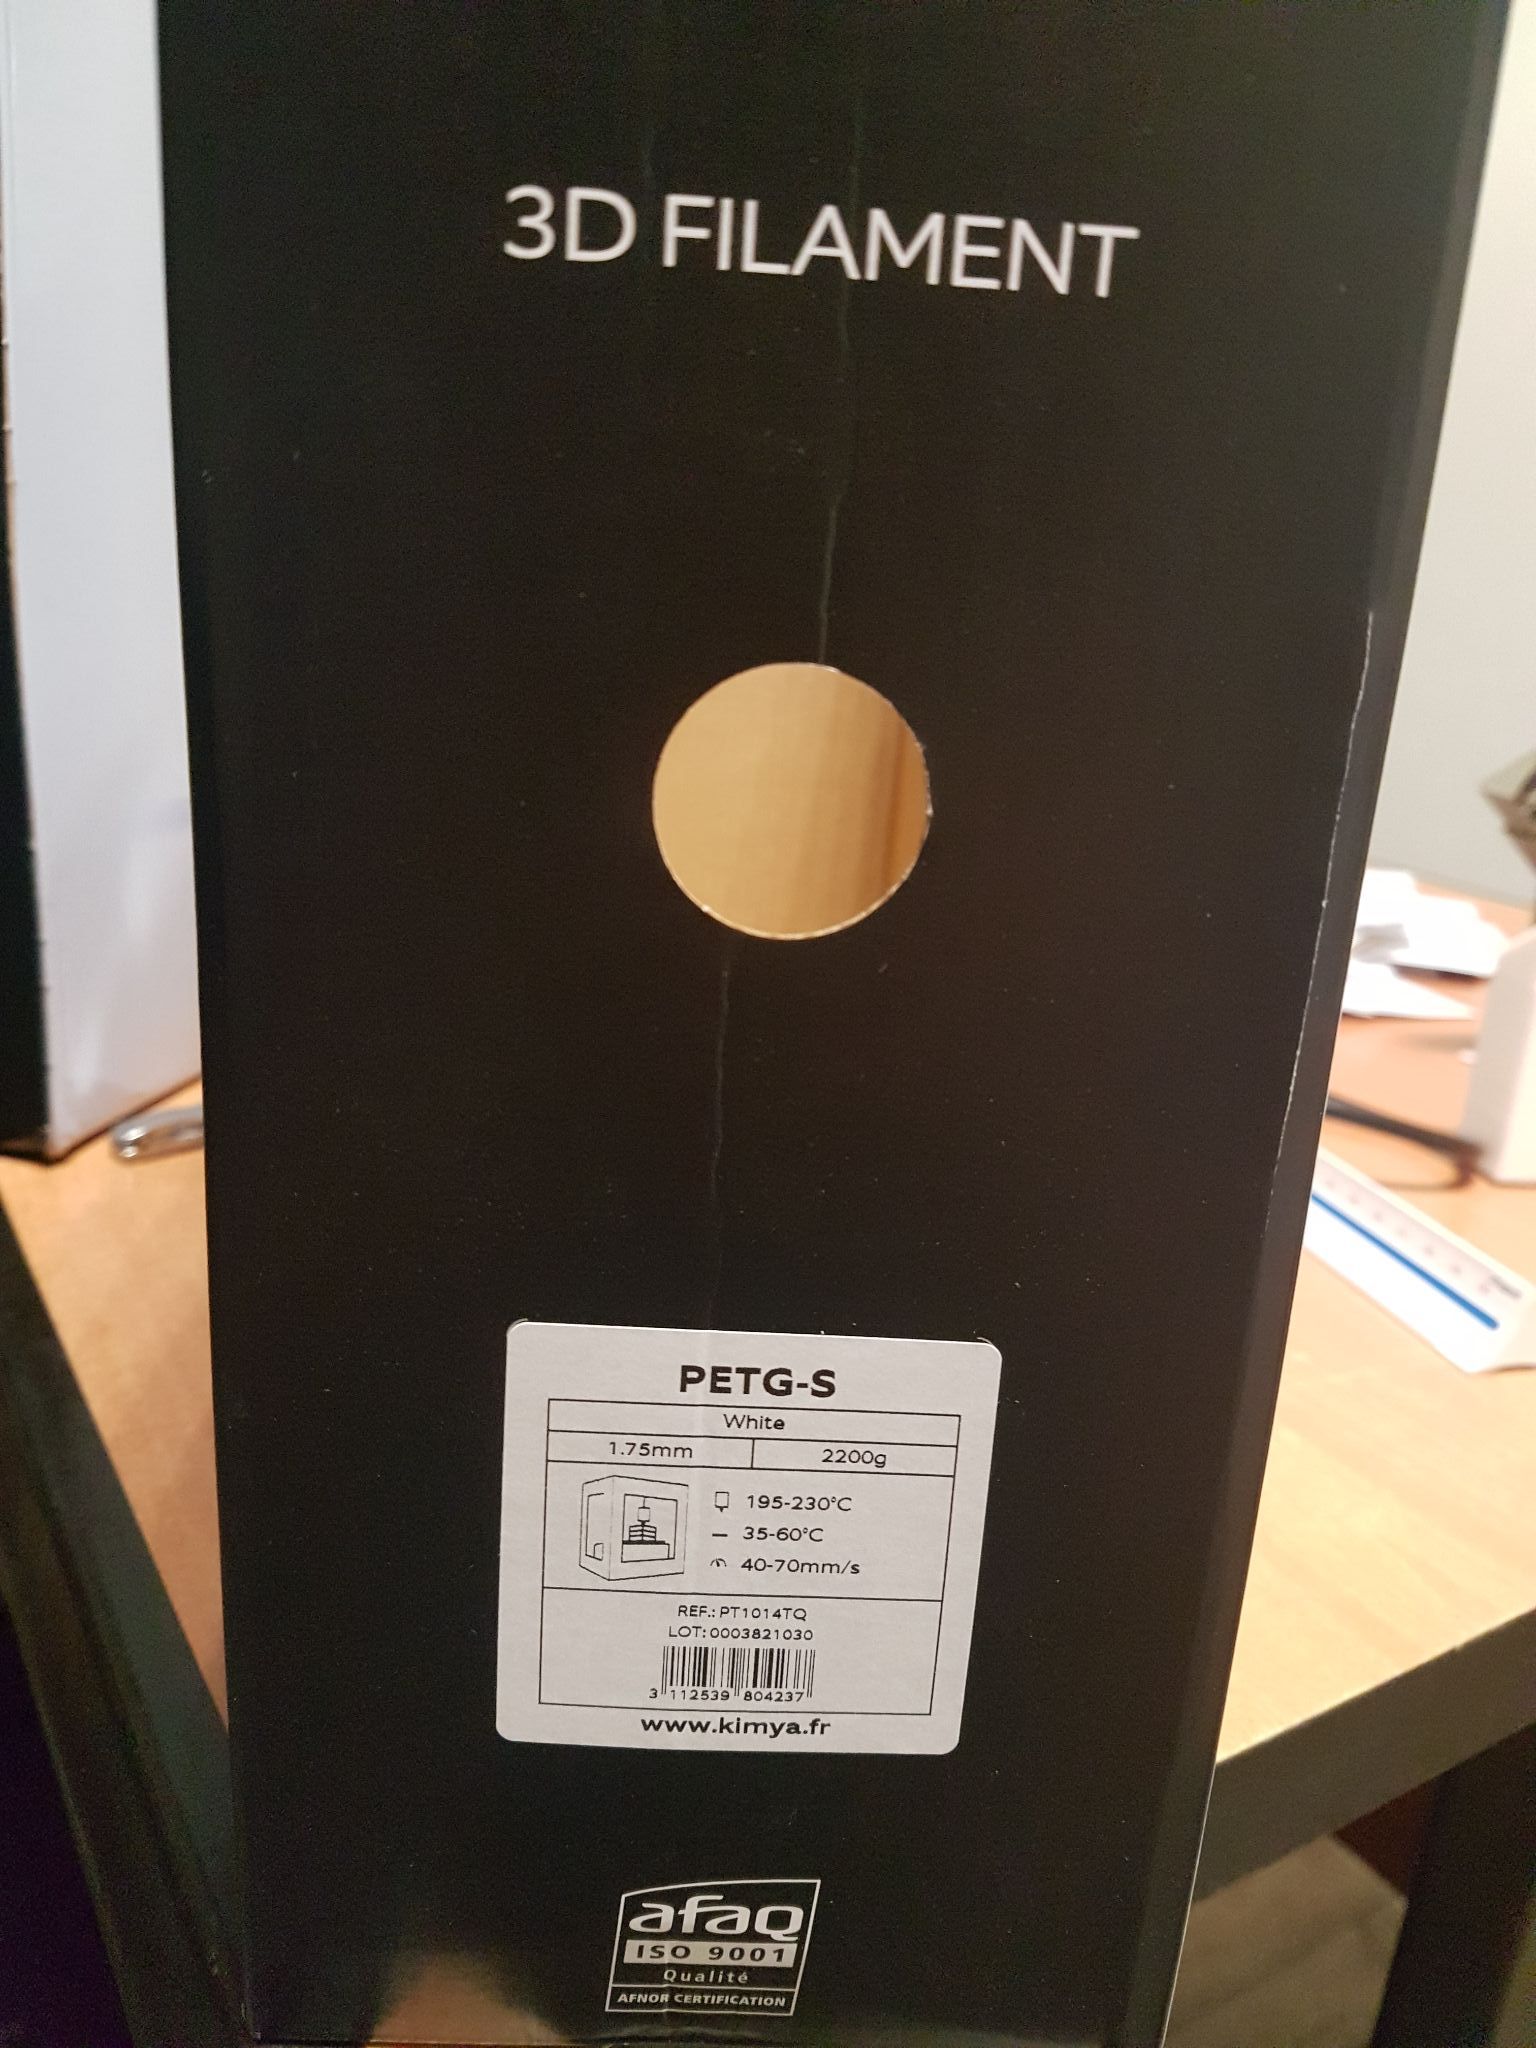 3D FILAMENT
PETG-S
White
1.75mm 2200g
195-230°C
35-60°C
40-70mm/s
REF.: PT1014TQ
LOT: 0003821030
3 112539 804237
www.kimya.fr
afaq
ISO 9001
Qualité
AFNOR CERTIFICATION